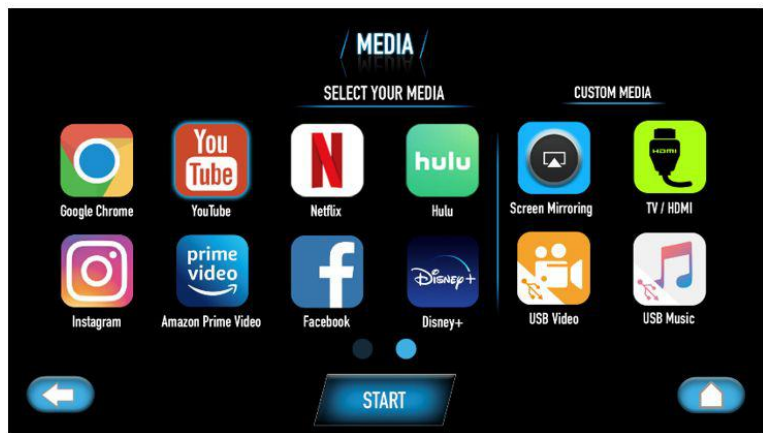 MEDIA
SELECT YOUR MEDIA
CUSTOM MEDIA
You
Tube
N
hulu
HDMI
Google Chrome
YouTube
Netflix
Hulu
Screen Mirroring
TV / HDMI
prime
video
f
Disney+
Instagram
Amazon Prime Video
Facebook
Disney+
USB Video
USB Music
START